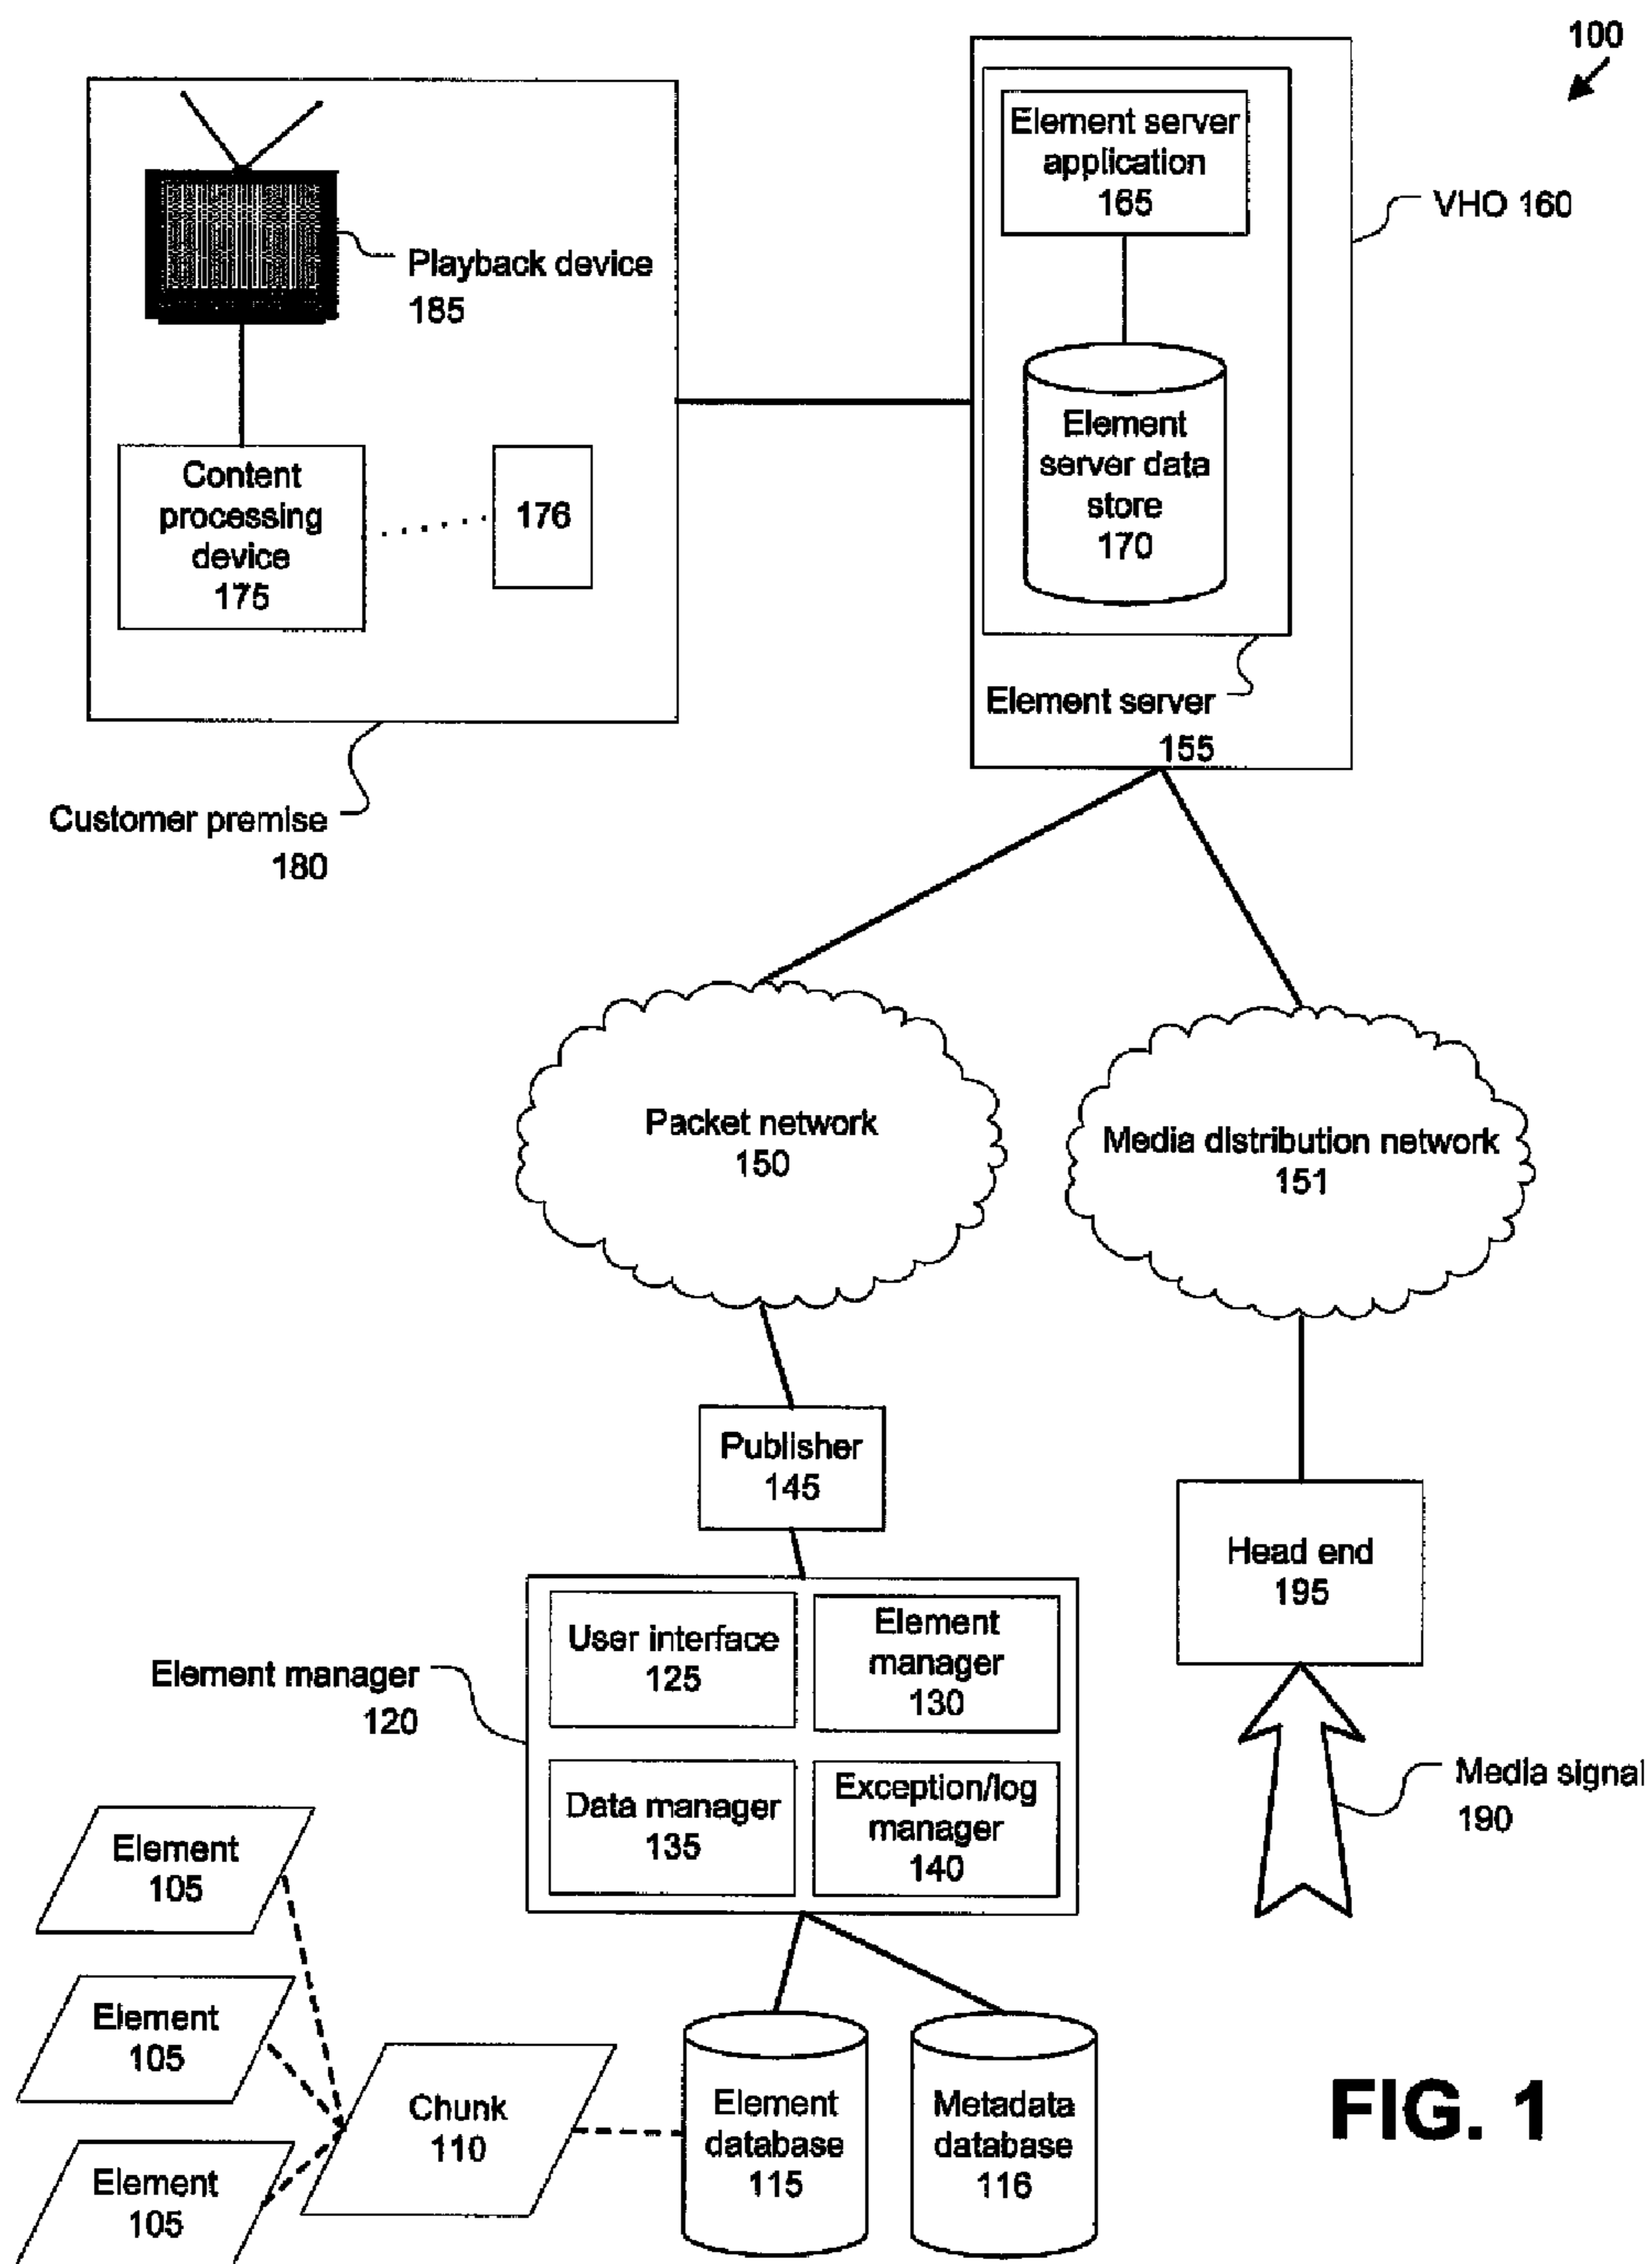 100
Element server
application
165
VHO 160
Playback device
185
Element
server data
store
170
Content
processing
device
175
176
Element server
155
Customer premise
180
Packet network
150
Media distribution network
151
Publisher
145
Head end
195
User interface
125
Element
manager
130
Element manager
120
Data manager
135
Exception/log
manager
140
Media signal
190
Element
105
Element
105
Element
105
Chunk
110
Element
database
115
Metadata
database
116
FIG. 1